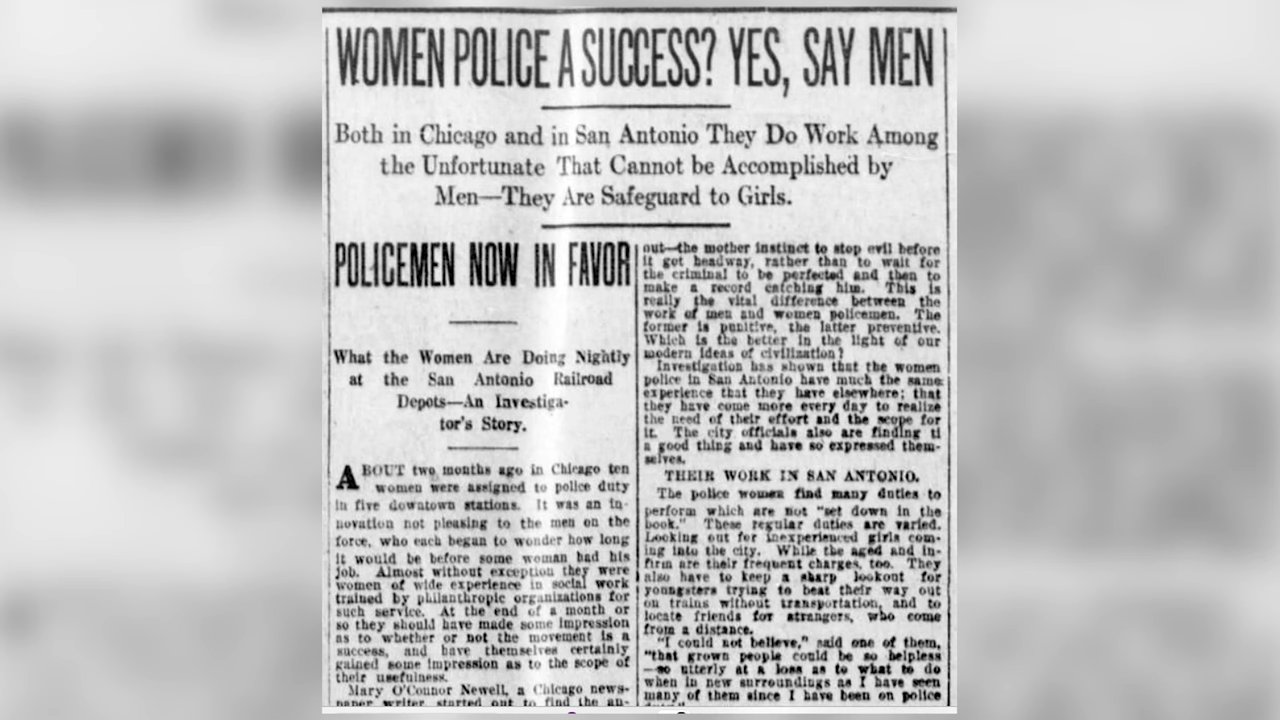 WOMEN POLICE A SUCCESS? YES, SAY MEN
Both in Chicago and in San Antonio They Do Work Among
the Unfortunate That Cannot be Accomplished by
Men—They Are Safeguard to Girls.
POLICEMEN NOW IN FAVOR
What the Women Are Doing Nightly
at the San Antonio Railroad
Depots—An Investiga-
tor's Story.
ABOUT two months ago in Chicago ten
women were assigned to police duty
in five downtown stations. It was an in-
novation not pleasing to the men on the
force, who each began to wonder how long
it would be before some woman had his
job. Almost without exception they were
women of wide experience in social work
trained by philanthropic organizations for
such service. At the end of a month or
so they should have made some impression
as to whether or not the movement is a
success, and have themselves certainly
gained some impression as to the scope of
their usefulness.
Mary O'Connor Newell, a Chicago news-
paper writer, started out to find the an-
out—the mother instinct to stop evil before
it got headway, rather than to wait for
the criminal to be perfected and then to
make a record catching him. This is
really the vital difference between the
work of men and women policemen. The
former is punitive, the latter preventive.
Which is the better in the light of our
modern ideas of civilization?
Investigation has shown that the women
police in San Antonio have much the same
experience that they have elsewhere; that
they have come more every day to realize
the need of their effort and the scope for
it. The city officials also are finding ti
a good thing and have so expressed them-
selves.
THEIR WORK IN SAN ANTONIO.
The police women find many duties to
perform which are not "set down in the
book." These regular duties are varied.
Looking out for inexperienced girls com-
ing into the city. While the aged and in-
firm are their frequent charges, too. They
also have to keep a sharp lookout for
youngsters trying to beat their way out
on trains without transportation, and to
locate friends for strangers, who come
from a distance.
"I could not believe," said one of them,
"that grown people could be so helpless
—so utterly at a loss as to what to do
when in new surroundings as I have seen
many of them since I have been on police